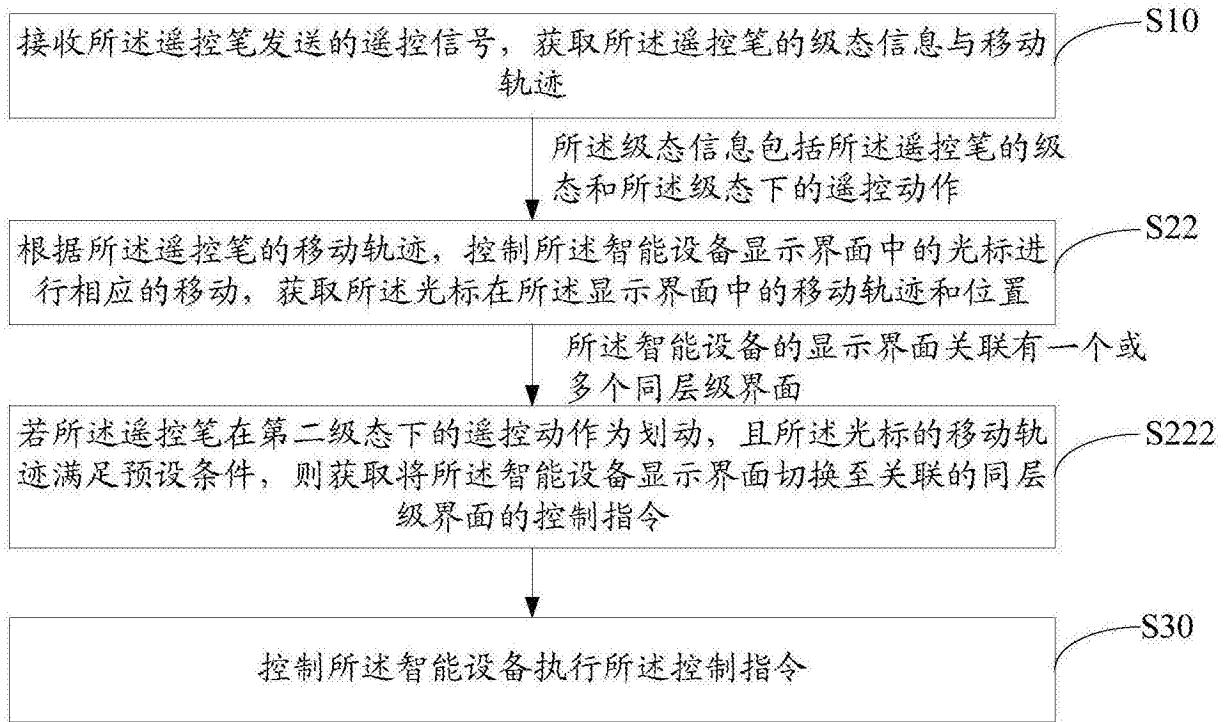 接收所述遥控笔发送的遥控信号，获取所述遥控笔的级态信息与移动
轨迹
S10
所述级态信息包括所述遥控笔的级
态和所述级态下的遥控动作
根据所述遥控笔的移动轨迹，控制所述智能设备显示界面中的光标进
行相应的移动，获取所述光标在所述显示界面中的移动轨迹和位置
S22
所述智能设备的显示界面关联有一个或
多个同层级界面
若所述遥控笔在第二级态下的遥控动作为划动，且所述光标的移动轨
迹满足预设条件，则获取将所述智能设备显示界面切换至关联的同层
级界面的控制指令
S222
控制所述智能设备执行所述控制指令
S30